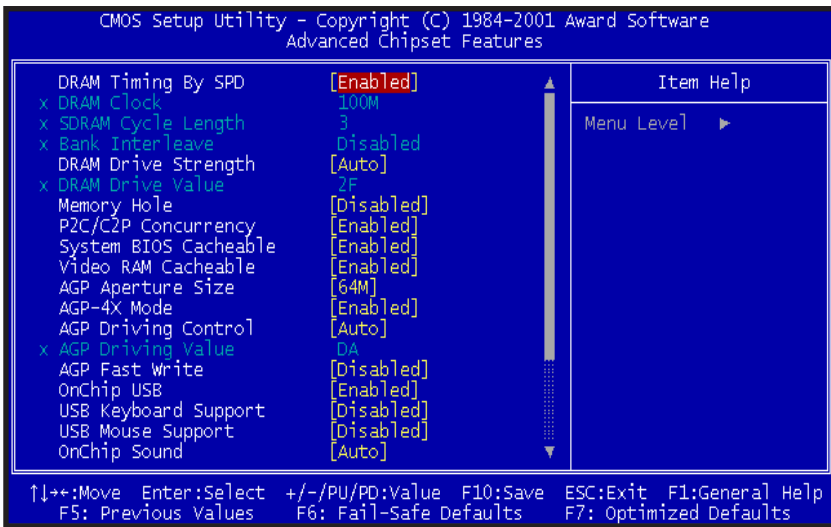 CMOS Setup Utility - Copyright (C) 1984-2001 Award Software
Advanced Chipset Features
DRAM Timing By SPD [Enabled]
x DRAM Clock 100M
x SDRAM Cycle Length 3
x Bank Interleave Disabled
DRAM Drive Strength [Auto]
x DRAM Drive Value 2F
Memory Hole [Disabled]
P2C/C2P Concurrency [Enabled]
System BIOS Cacheable [Enabled]
Video RAM Cacheable [Enabled]
AGP Aperture Size [64M]
AGP-4X Mode [Enabled]
AGP Driving Control [Auto]
x AGP Driving Value DA
AGP Fast Write [Disabled]
OnChip USB [Enabled]
USB Keyboard Support [Disabled]
USB Mouse Support [Disabled]
OnChip Sound [Auto]
Item Help
Menu Level ►
↑↓→←:Move Enter:Select +/-/PU/PD:Value F10:Save ESC:Exit F1:General Help
F5: Previous Values F6: Fail-Safe Defaults F7: Optimized Defaults